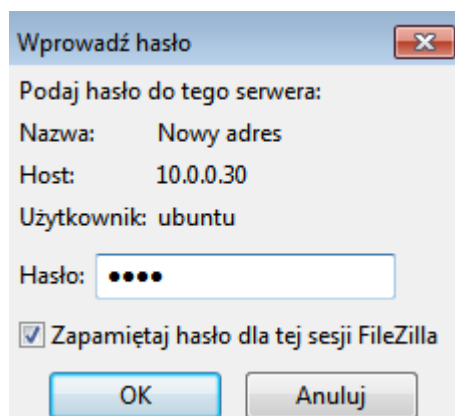 Wprowadź hasło
Podaj hasło do tego serwera:
Nazwa: Nowy adres
Host: 10.0.0.30
Użytkownik: ubuntu
Hasło: ●●●●
Zapamiętaj hasło dla tej sesji FileZilla
OK Anuluj